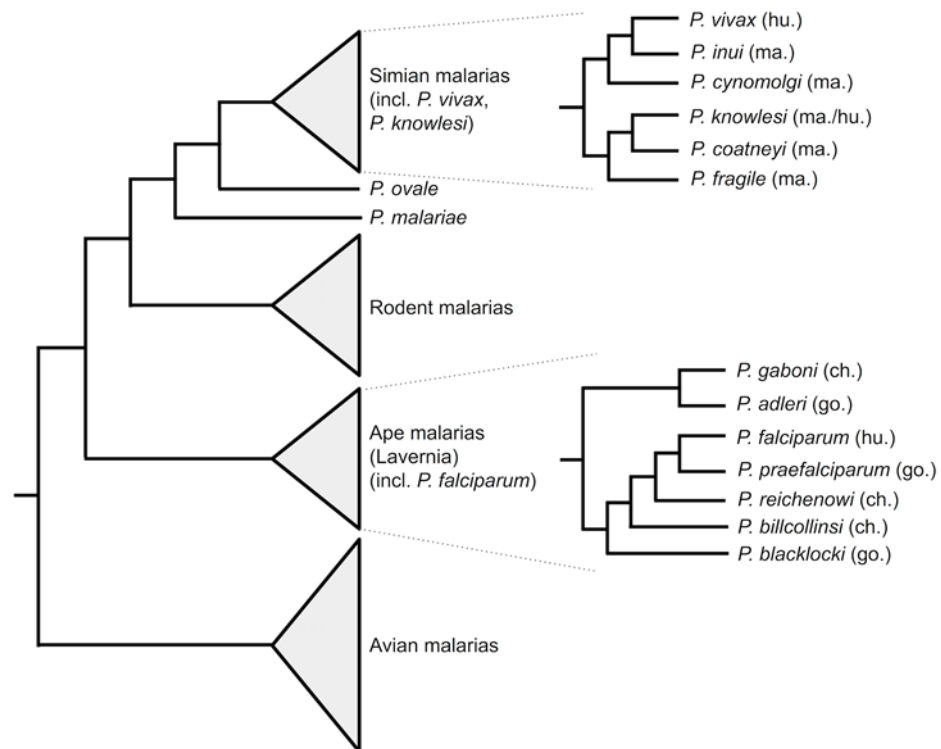 P. vivax (hu.)
P. inui (ma.)
P. cynomolgi (ma.)
P. knowlesi (ma./hu.)
P. coatneyi (ma.)
P. fragile (ma.)
Simian malarias
(incl. P. vivax,
P. knowlesi)
P. ovale
P. malariae
Rodent malarias
Ape malarias
(Lavernia)
(incl. P. falciparum)
P. gaboni (ch.)
P. adleri (go.)
P. falciparum (hu.)
P. praefalciparum (go.)
P. reichenowi (ch.)
P. billcollinsi (ch.)
P. blacklocki (go.)
Avian malarias